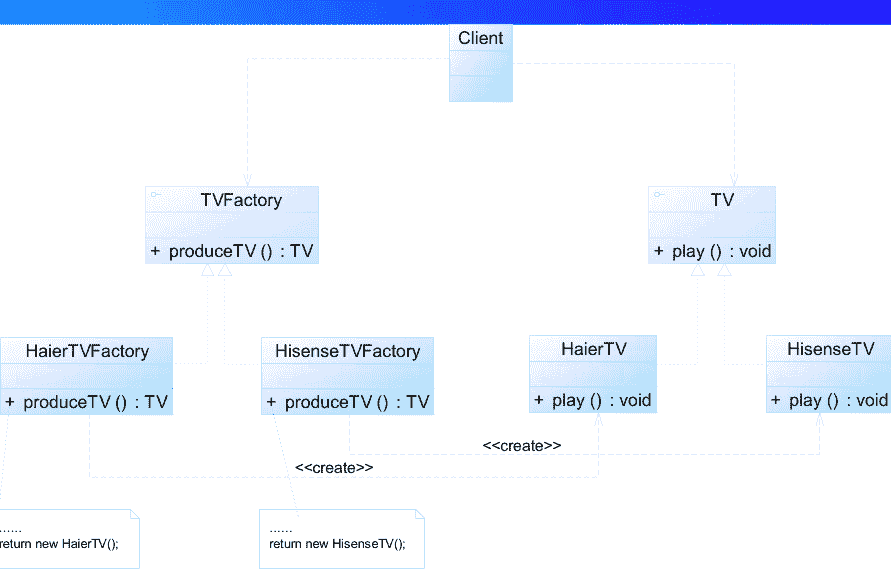 Client
TVFactory
+ produceTV () : TV
TV
+ play () : void
HaierTVFactory
+ produceTV () : TV
HisenseTVFactory
+ produceTV () : TV
HaierTV
+ play () : void
HisenseTV
+ play () : void
<<create>>
<<create>>
......
return new HaierTV();
......
return new HisenseTV();